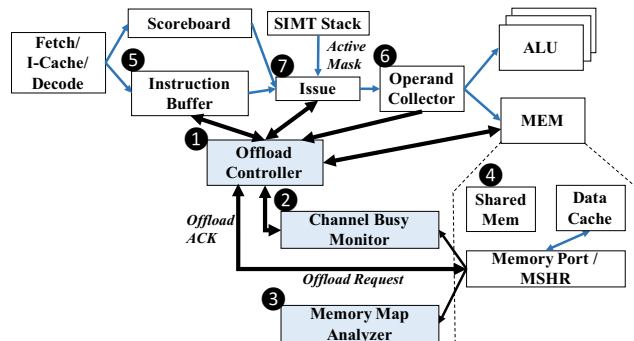 Scoreboard
SIMT Stack
Fetch/
I-Cache/
Decode
ALU
Active
Mask
5
7
6
Instruction
Buffer
Issue
Operand
Collector
MEM
1
Offload
Controller
4
Shared
Mem
Data
Cache
2
Offload
ACK
Channel Busy
Monitor
Memory Port /
MSHR
Offload Request
3
Memory Map
Analyzer